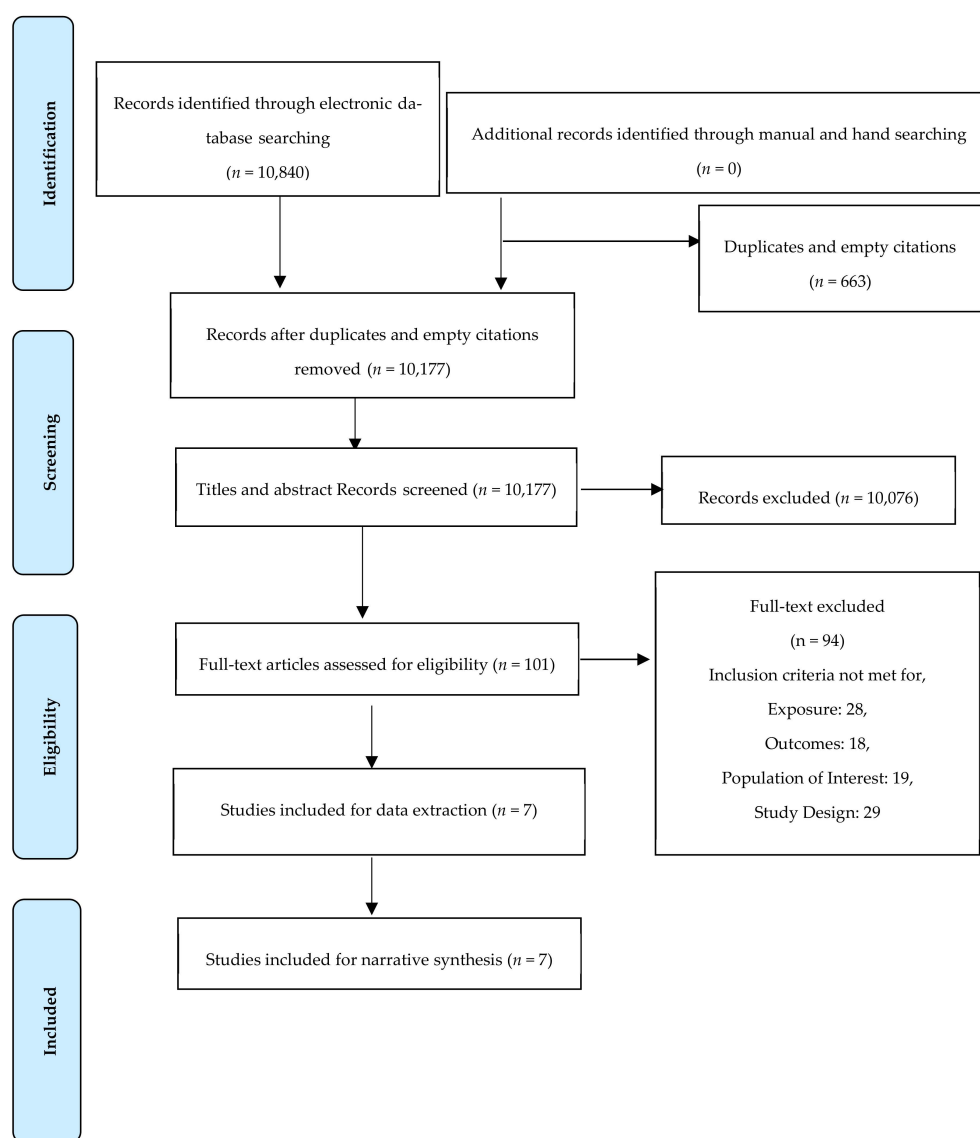 Identification
Records identified through electronic da-
tabase searching
(n = 10,840)
Additional records identified through manual and hand searching
(n = 0)
Duplicates and empty citations
(n = 663)
Records after duplicates and empty citations
removed (n = 10,177)
Screening
Titles and abstract Records screened (n = 10,177)
Records excluded (n = 10,076)
Eligibility
Full-text articles assessed for eligibility (n = 101)
Full-text excluded
(n = 94)
Inclusion criteria not met for,
Exposure: 28,
Outcomes: 18,
Population of Interest: 19,
Study Design: 29
Studies included for data extraction (n = 7)
Included
Studies included for narrative synthesis (n = 7)